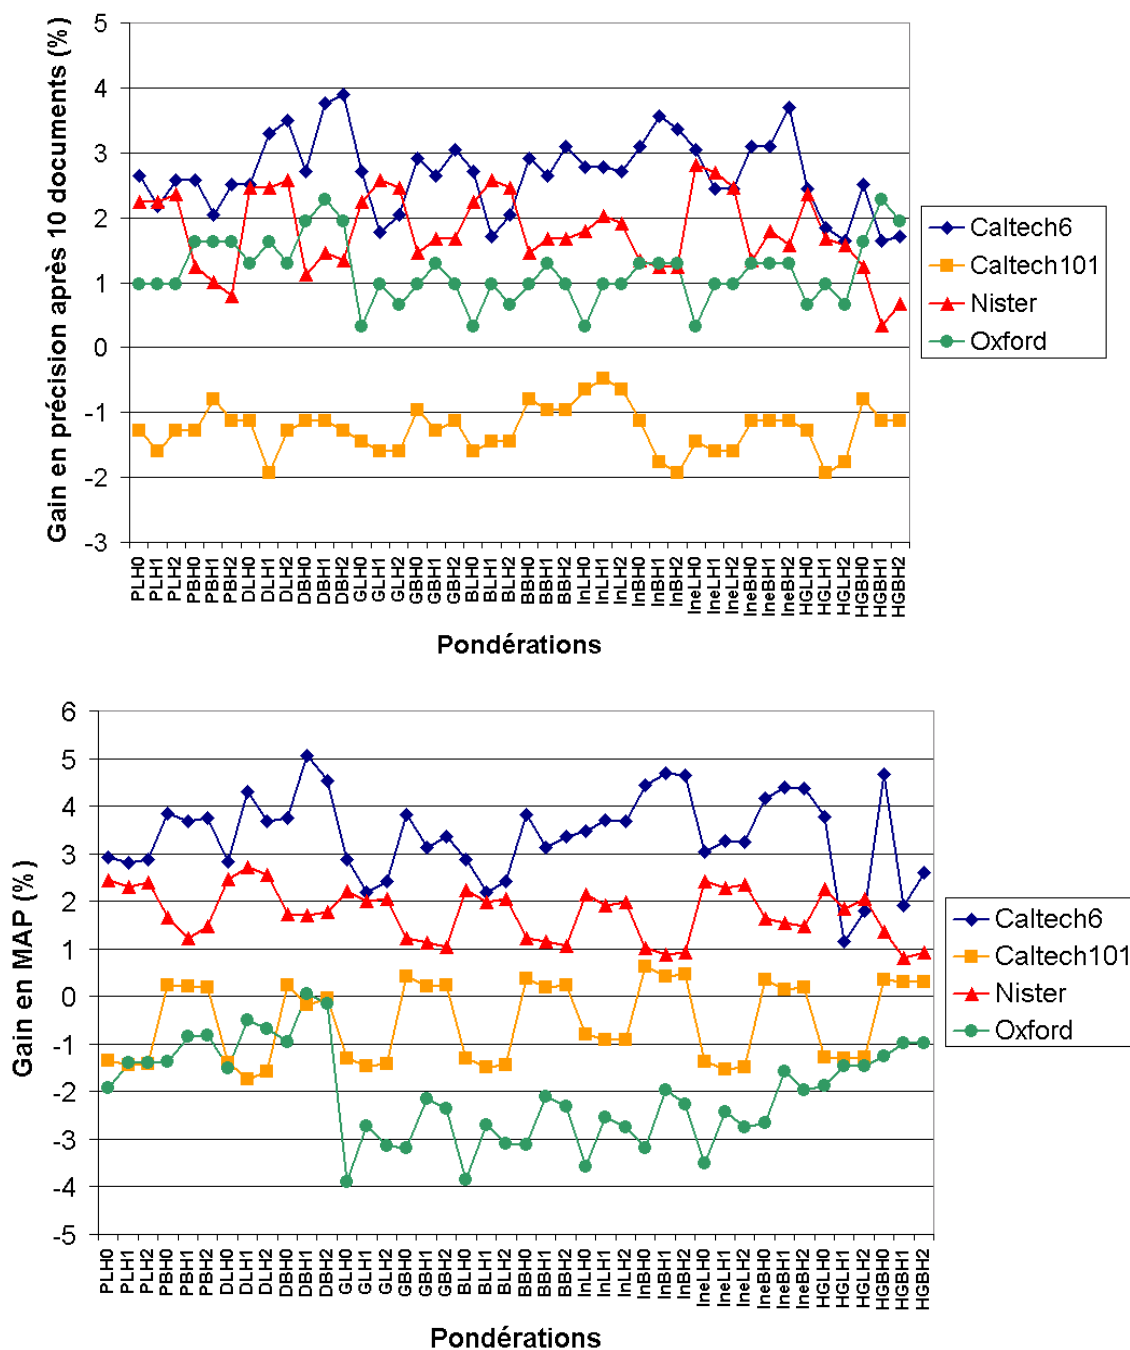 Gain en précision après 10 documents (%)
5
4
3
2
1
0
-1
-2
-3
PLH0 PLH1 PLH2 PBH0 PBH1 PBH2 DLH0 DLH1 DLH2 DBH0 DBH1 DBH2 GLH0 GLH1 GLH2 GBH0 GBH1 GBH2 BLH0 BLH1 BLH2 BBH0 BBH1 BBH2 InLH0 InLH1 InLH2 InBH0 InBH1 InBH2 IneLH0 IneLH1 IneLH2 IneBH0 IneBH1 IneBH2 HGLH0 HGLH1 HGLH2 HGBH0 HGBH1 HGBH2
Pondérations
Caltech6
Caltech101
Nister
Oxford
Gain en MAP (%)
6
5
4
3
2
1
0
-1
-2
-3
-4
-5
PLH0 PLH1 PLH2 PBH0 PBH1 PBH2 DLH0 DLH1 DLH2 DBH0 DBH1 DBH2 GLH0 GLH1 GLH2 GBH0 GBH1 GBH2 BLH0 BLH1 BLH2 BBH0 BBH1 BBH2 InLH0 InLH1 InLH2 InBH0 InBH1 InBH2 IneLH0 IneLH1 IneLH2 IneBH0 IneBH1 IneBH2 HGLH0 HGLH1 HGLH2 HGBH0 HGBH1 HGBH2
Pondérations
Caltech6
Caltech101
Nister
Oxford